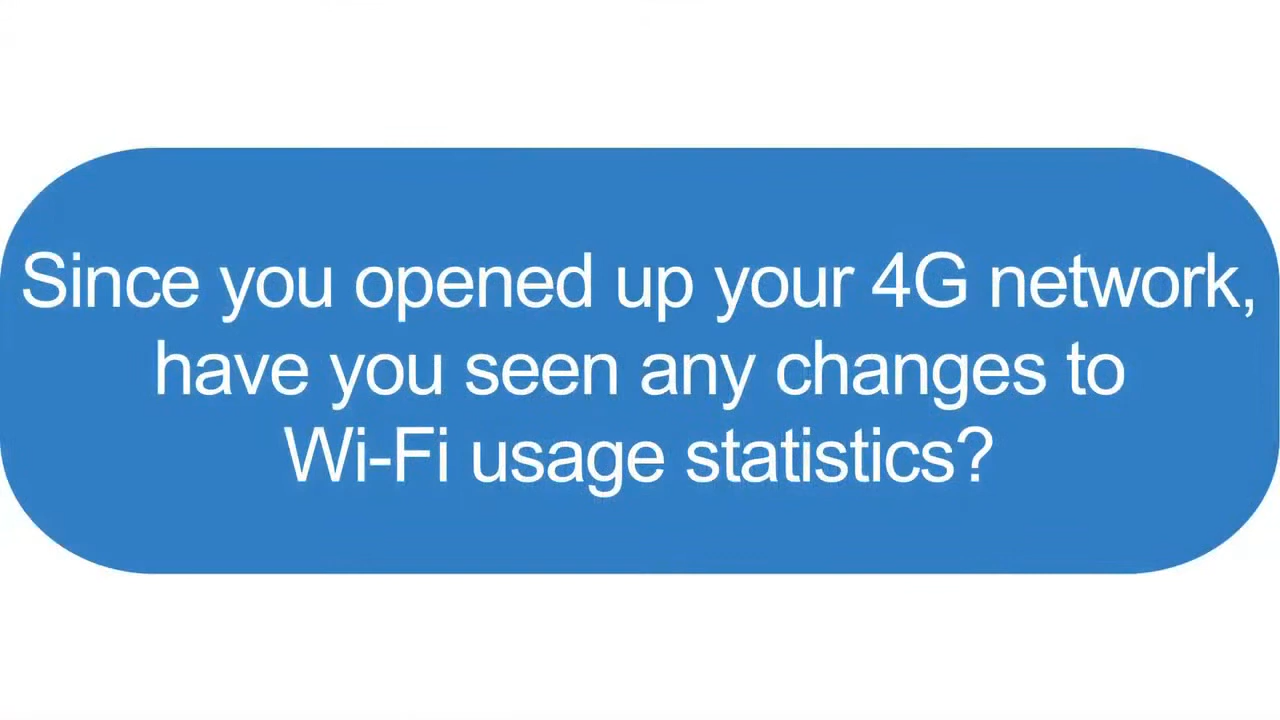 Since you opened up your 4G network,
have you seen any changes to
Wi-Fi usage statistics?